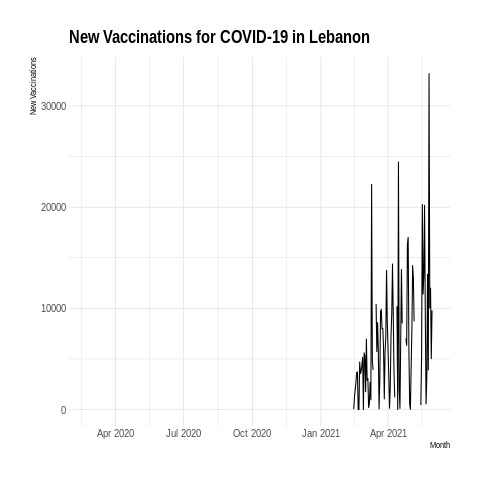 New Vaccinations for COVID-19 in Lebanon
New Vaccinations
30000
20000
10000
0
Apr 2020 Jul 2020 Oct 2020 Jan 2021 Apr 2021
Month